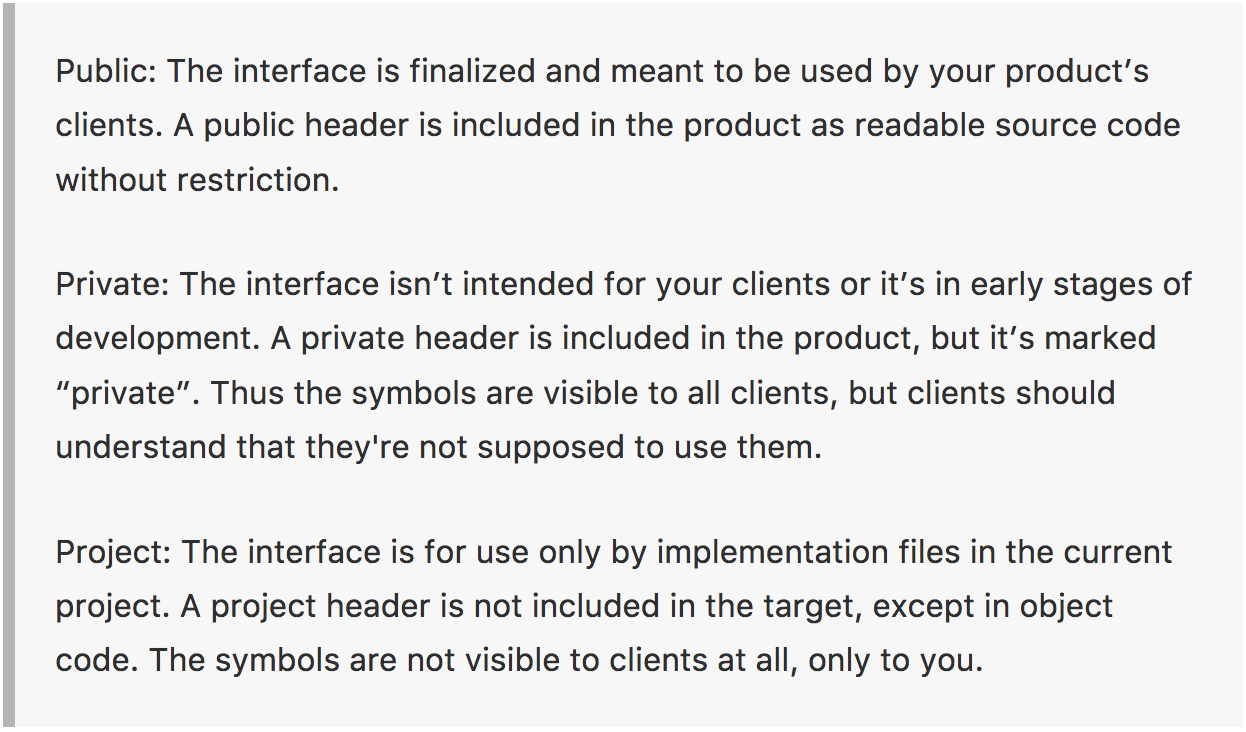 Public: The interface is finalized and meant to be used by your product’s
clients. A public header is included in the product as readable source code
without restriction.
Private: The interface isn’t intended for your clients or it’s in early stages of
development. A private header is included in the product, but it’s marked
“private”. Thus the symbols are visible to all clients, but clients should
understand that they're not supposed to use them.
Project: The interface is for use only by implementation files in the current
project. A project header is not included in the target, except in object
code. The symbols are not visible to clients at all, only to you.